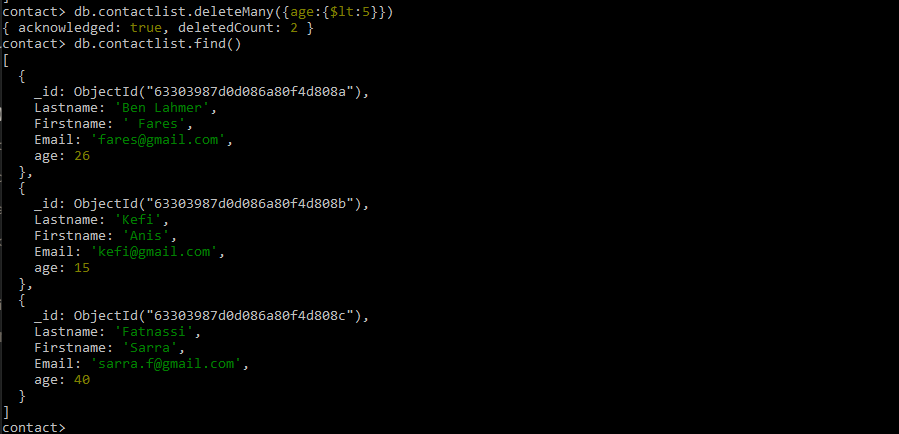 ]
contact> db.contactlist.deleteMany({age:{$lt:5}})
{ acknowledged: true, deletedCount: 2 }
contact> db.contactlist.find()
[
  {
    _id: ObjectId("63303987d0d086a80f4d808a"),
    Lastname: 'Ben Lahmer',
    Firstname: ' Fares',
    Email: 'fares@gmail.com',
    age: 26
  },
  {
    _id: ObjectId("63303987d0d086a80f4d808b"),
    Lastname: 'Kefi',
    Firstname: 'Anis',
    Email: 'kefi@gmail.com',
    age: 15
  },
  {
    _id: ObjectId("63303987d0d086a80f4d808c"),
    Lastname: 'Fatnassi',
    Firstname: 'Sarra',
    Email: 'sarra.f@gmail.com',
    age: 40
  }
]
contact>